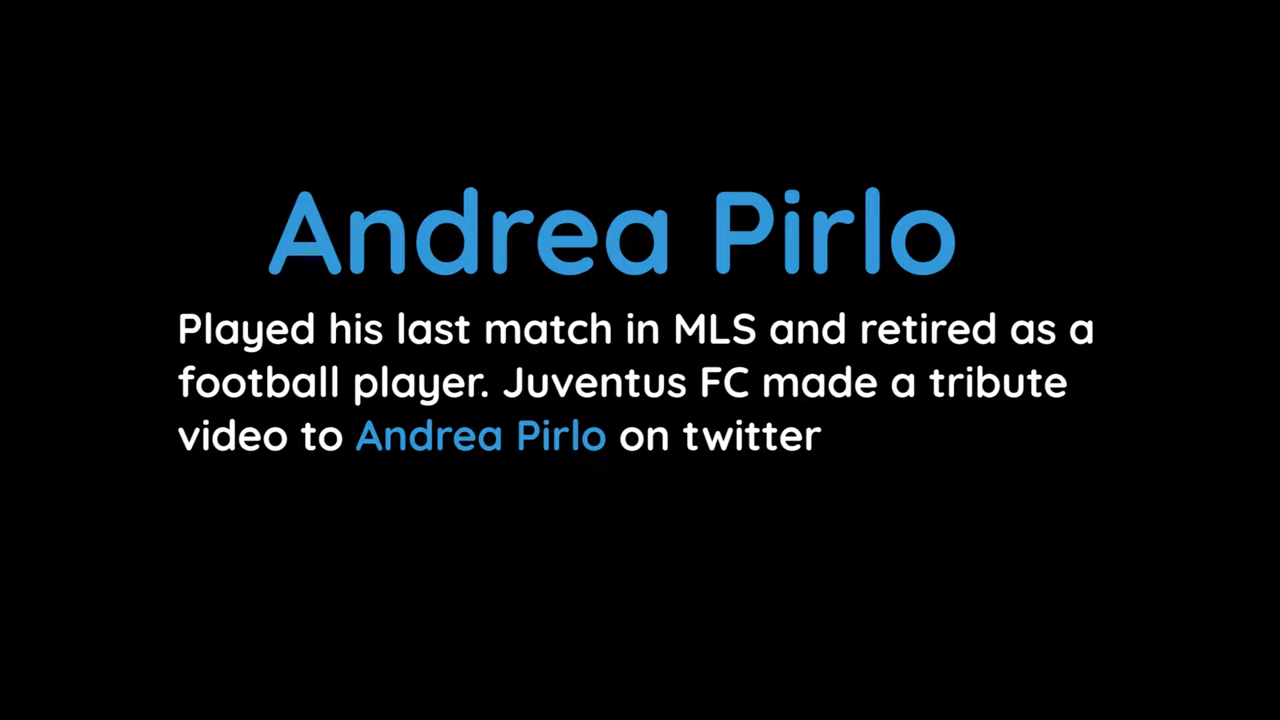 Andrea Pirlo
Played his last match in MLS and retired as a
football player. Juventus FC made a tribute
video to Andrea Pirlo on twitter